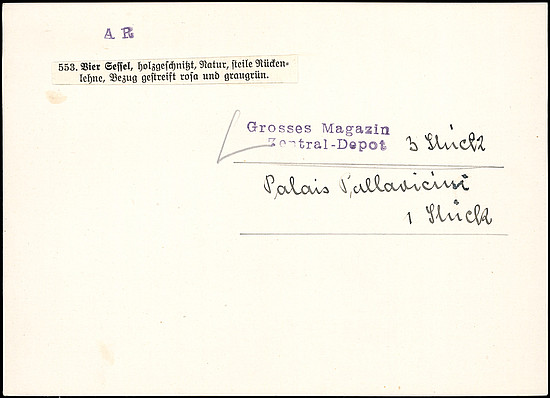 AR
553. Vier Sessel, holzgeschnitzt, Natur, steile Rücken-
lehne, Bezug gestreift rosa und graugrün.
Grosses Magazin
Zentral-Depot 3 Stück
Palais Pallavicini
1 Stück